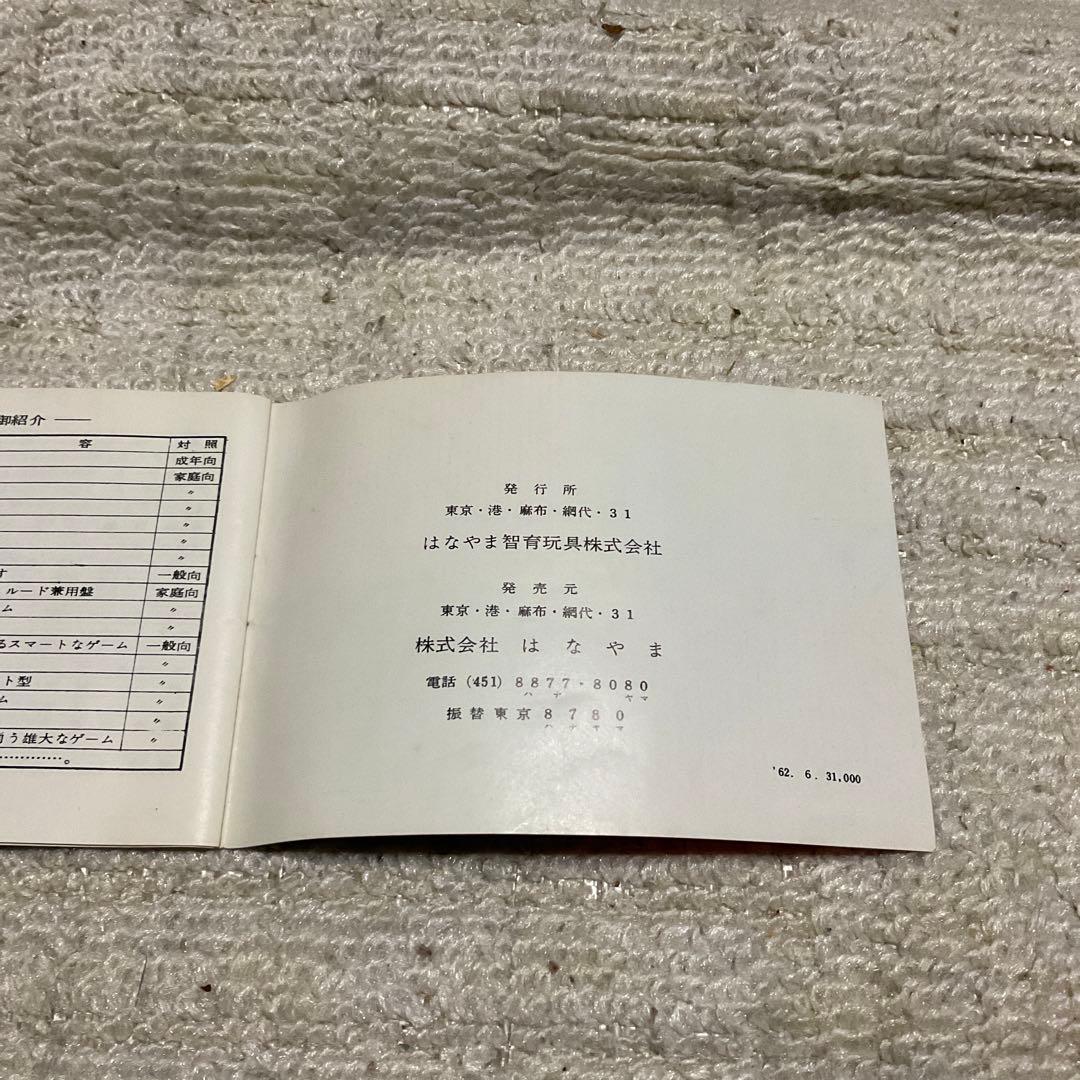 御紹介 ——
容 対照
成年向
家庭向
〃
〃
〃
〃
〃
す 一般向
ルード兼用盤 家庭向
ム 〃
〃
るスマートなゲーム 一般向
〃
ト型 〃
ム 〃
〃
う雄大なゲーム 〃
…………。
発行所
東京・港・麻布・網代・31
はなやま智育玩具株式会社
発売元
東京・港・麻布・網代・31
株式会社 はなやま
電話 (451) 8877・8080
ヤマ
振替東京 8780
'62. 6. 31,000